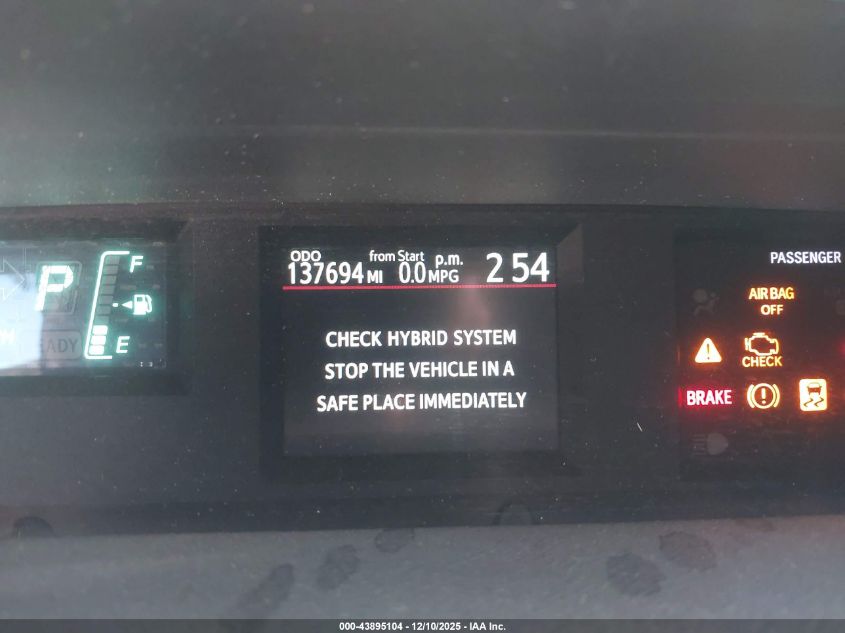 ODO from Start p.m.
137694 MI 0.0 MPG 2 54
CHECK HYBRID SYSTEM
STOP THE VEHICLE IN A
SAFE PLACE IMMEDIATELY
P
F
E
PASSENGER
AIR BAG
OFF
CHECK
BRAKE
000-43895104 - 12/10/2025 - IAA Inc.